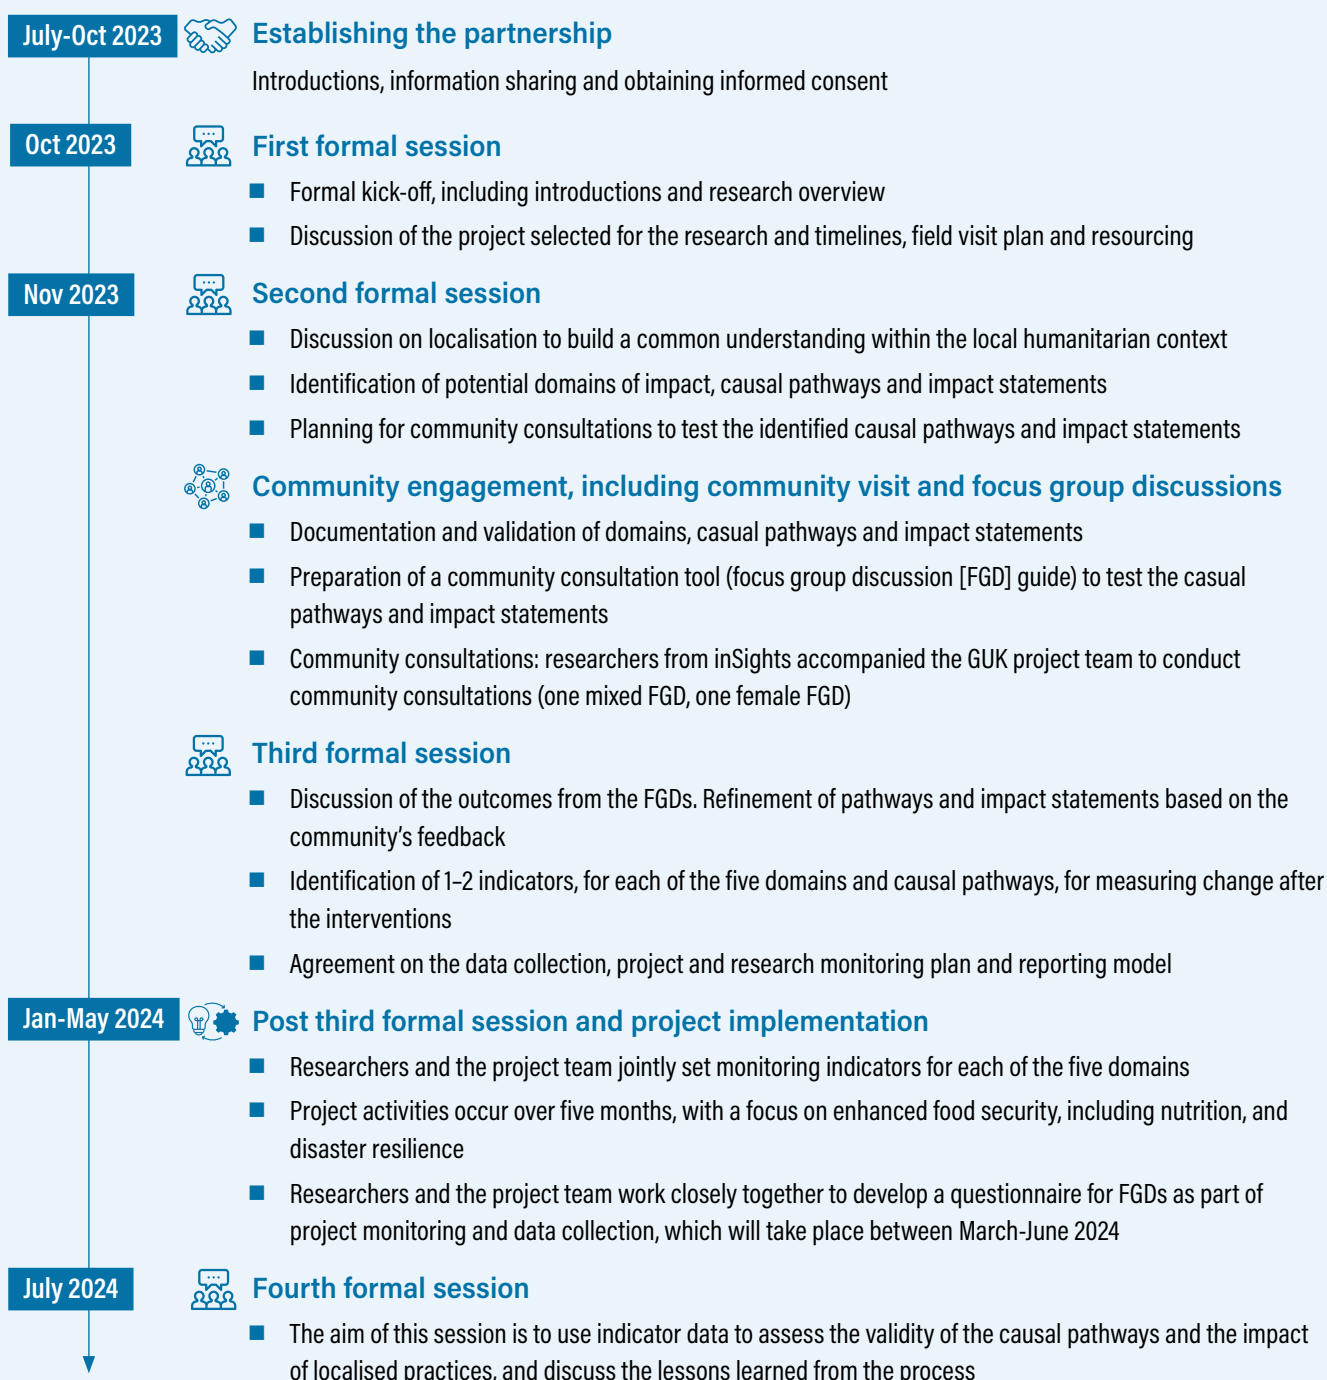 July-Oct 2023
Establishing the partnership
Introductions, information sharing and obtaining informed consent
Oct 2023
First formal session
■ Formal kick-off, including introductions and research overview
■ Discussion of the project selected for the research and timelines, field visit plan and resourcing
Nov 2023
Second formal session
■ Discussion on localisation to build a common understanding within the local humanitarian context
■ Identification of potential domains of impact, causal pathways and impact statements
■ Planning for community consultations to test the identified causal pathways and impact statements
Community engagement, including community visit and focus group discussions
■ Documentation and validation of domains, casual pathways and impact statements
■ Preparation of a community consultation tool (focus group discussion [FGD] guide) to test the casual
pathways and impact statements
■ Community consultations: researchers from inSights accompanied the GUK project team to conduct
community consultations (one mixed FGD, one female FGD)
Third formal session
■ Discussion of the outcomes from the FGDs. Refinement of pathways and impact statements based on the
community’s feedback
■ Identification of 1–2 indicators, for each of the five domains and causal pathways, for measuring change after
the interventions
■ Agreement on the data collection, project and research monitoring plan and reporting model
Jan-May 2024
Post third formal session and project implementation
■ Researchers and the project team jointly set monitoring indicators for each of the five domains
■ Project activities occur over five months, with a focus on enhanced food security, including nutrition, and
disaster resilience
■ Researchers and the project team work closely together to develop a questionnaire for FGDs as part of
project monitoring and data collection, which will take place between March-June 2024
July 2024
Fourth formal session
■ The aim of this session is to use indicator data to assess the validity of the causal pathways and the impact
of localised practices, and discuss the lessons learned from the process